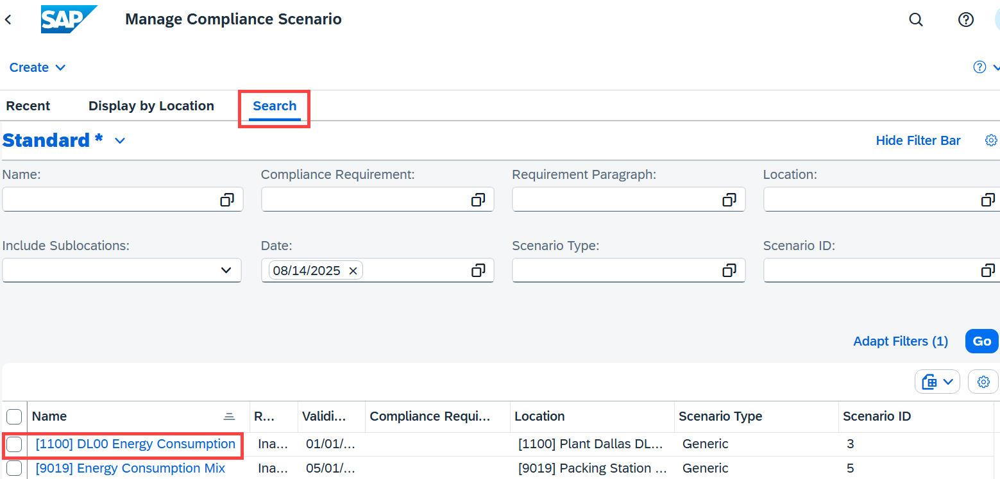 SAP Manage Compliance Scenario
Create
Recent Display by Location Search
Standard * Hide Filter Bar
Name: Compliance Requirement: Requirement Paragraph: Location:
Include Sublocations: Date: Scenario Type: Scenario ID:
08/14/2025
Adapt Filters (1) Go
Name R... Validi... Compliance Requi... Location Scenario Type Scenario ID
[1100] DL00 Energy Consumption Ina... 01/01/... [1100] Plant Dallas DL... Generic 3
[9019] Energy Consumption Mix Ina... 05/01/... [9019] Packing Station ... Generic 5